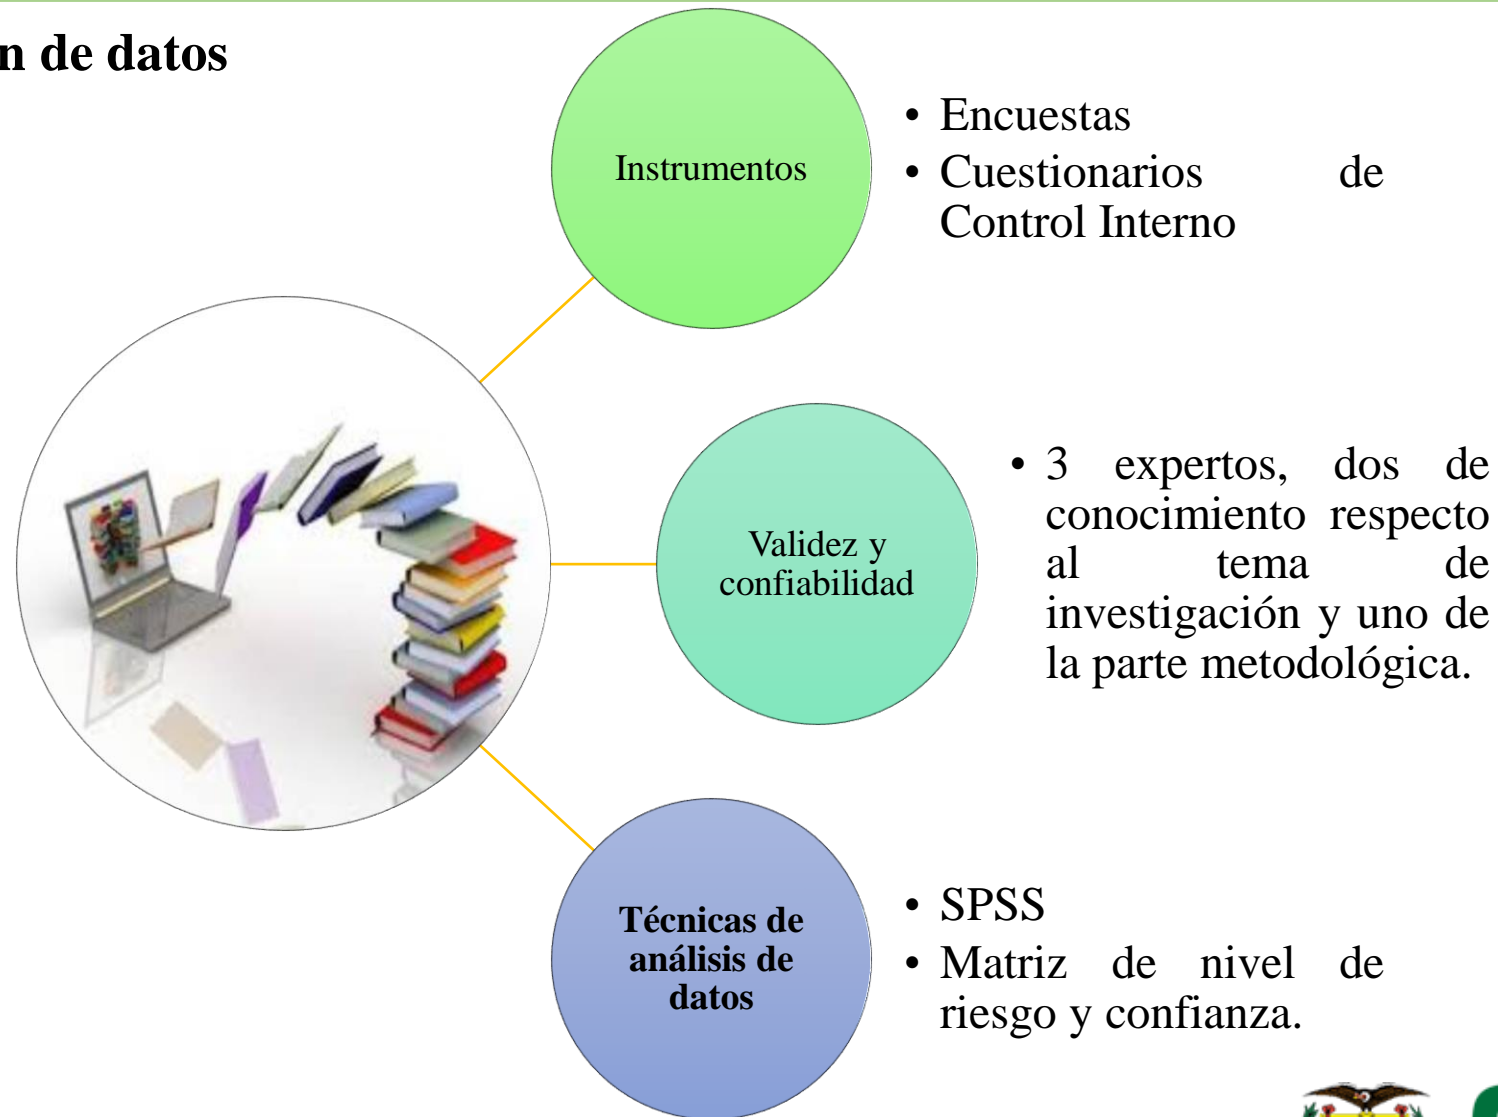 n de datos
Instrumentos
• Encuestas
• Cuestionarios de
Control Interno
Validez y
confiabilidad
• 3 expertos, dos de
conocimiento respecto
al tema de
investigación y uno de
la parte metodológica.
Técnicas de
análisis de
datos
• SPSS
• Matriz de nivel de
riesgo y confianza.